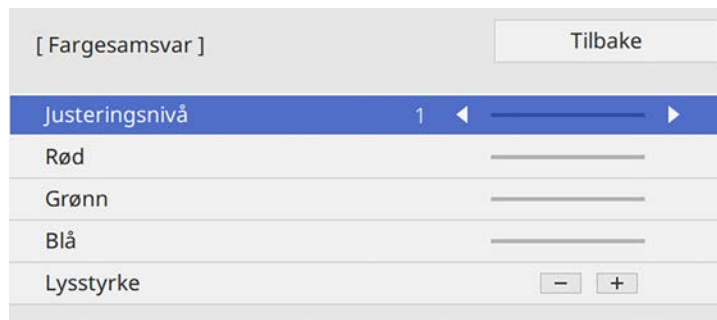 [ Fargesamsvar ] Tilbake
Justeringsnivå 1
Rød
Grønn
Blå
Lysstyrke − +